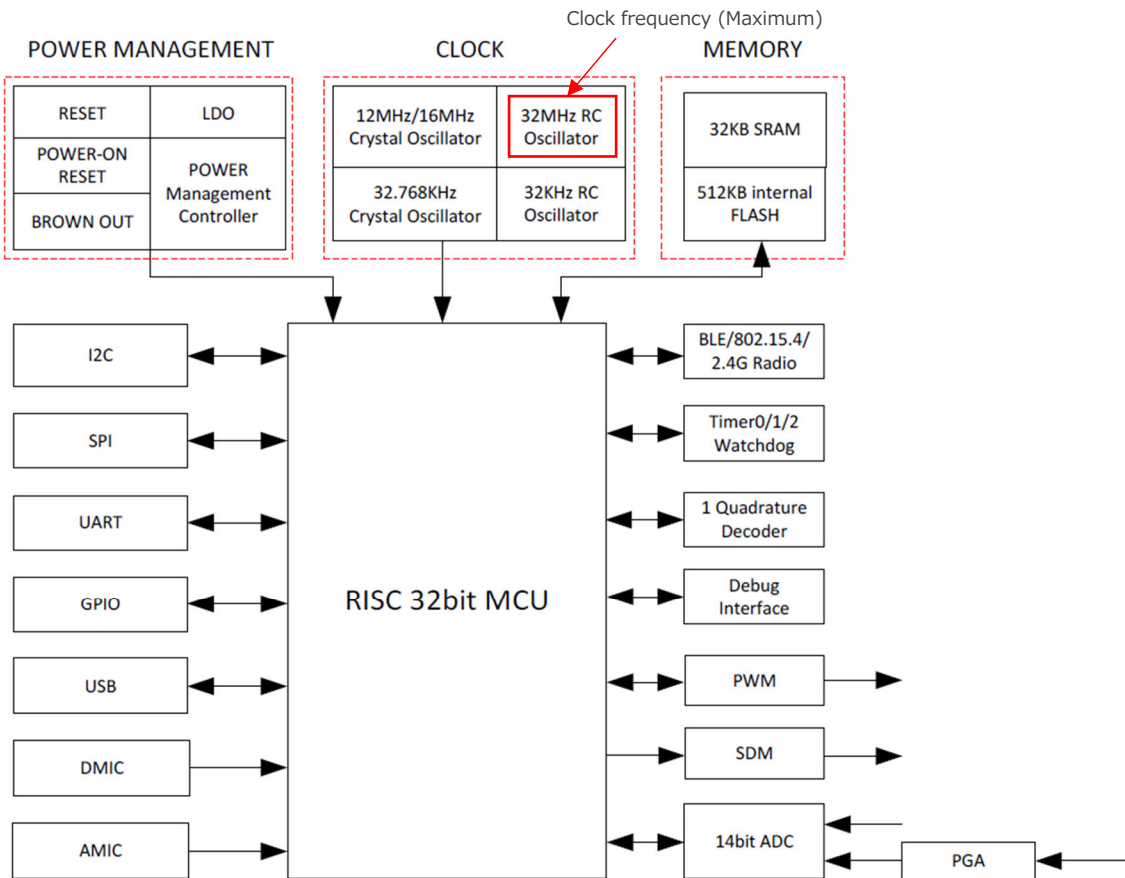 Clock frequency (Maximum)
POWER MANAGEMENT
CLOCK
MEMORY
RESET
LDO
POWER-ON
RESET
POWER
Management
Controller
BROWN OUT
12MHz/16MHz
Crystal Oscillator
32MHz RC
Oscillator
32.768KHz
Crystal Oscillator
32KHz RC
Oscillator
32KB SRAM
512KB internal
FLASH
I2C
SPI
UART
GPIO
USB
DMIC
AMIC
RISC 32bit MCU
BLE/802.15.4/
2.4G Radio
Timer0/1/2
Watchdog
1 Quadrature
Decoder
Debug
Interface
PWM
SDM
14bit ADC
PGA